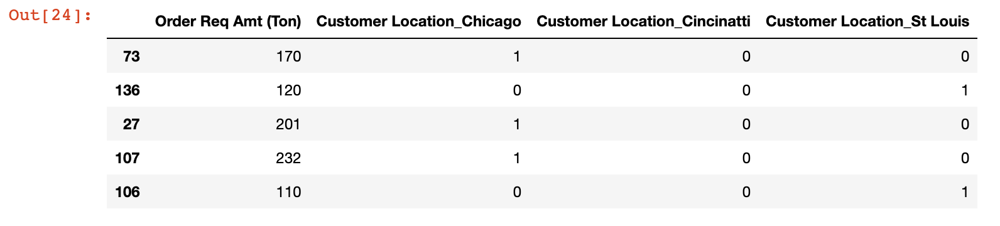 Out[24]:
Order Req Amt (Ton) Customer Location_Chicago Customer Location_Cincinatti Customer Location_St Louis
73 170 1 0 0
136 120 0 0 1
27 201 1 0 0
107 232 1 0 0
106 110 0 0 1